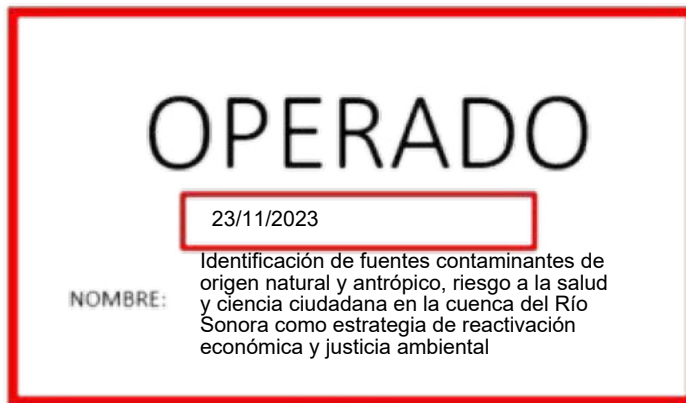 OPERADO
23/11/2023
NOMBRE:
Identificación de fuentes contaminantes de
origen natural y antrópico, riesgo a la salud
y ciencia ciudadana en la cuenca del Río
Sonora como estrategia de reactivación
económica y justicia ambiental